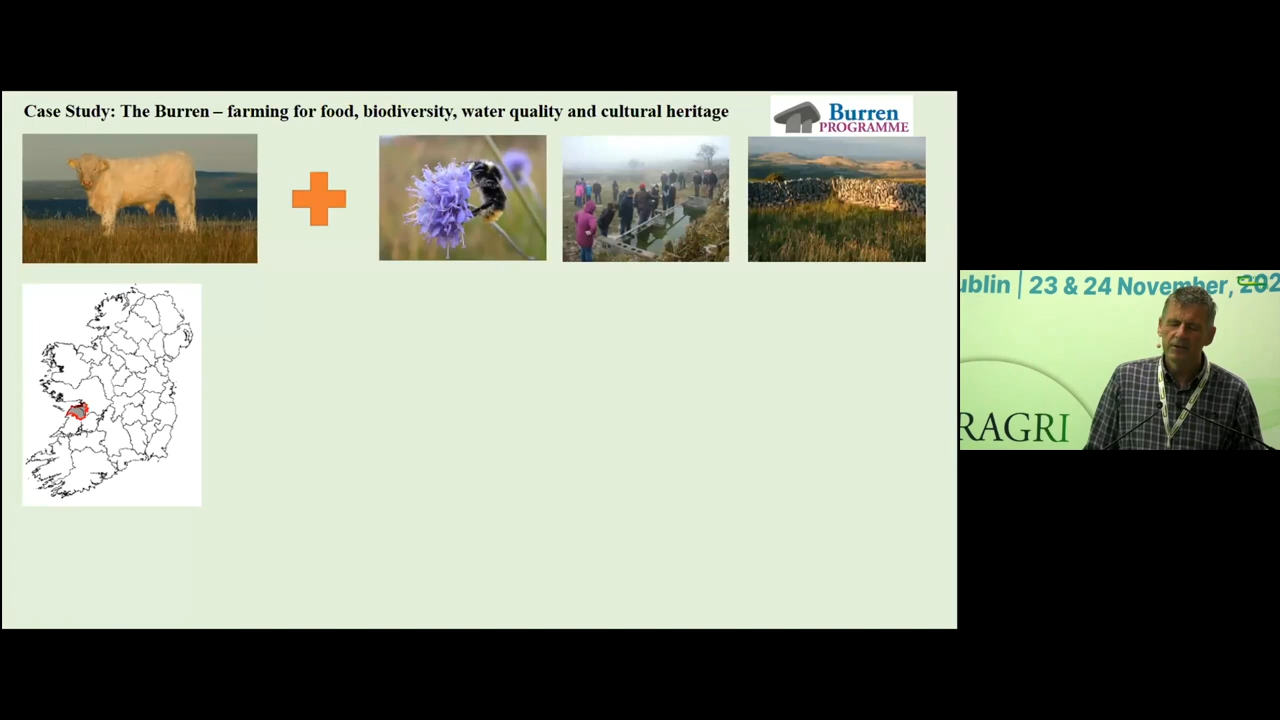 Case Study: The Burren – farming for food, biodiversity, water quality and cultural heritage
Burren
PROGRAMME
ublin | 23 & 24 November, 202
RAGRI